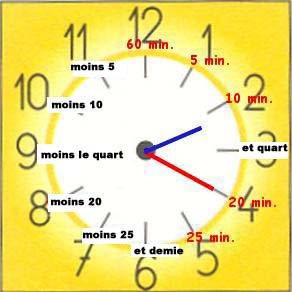 12
60 min.
11
1
moins 5
5 min.
10
2
moins 10
10 min.
9
moins le quart
et quart
3
8
4
moins 20
20 min.
moins 25
25 min.
7
5
et demie
6